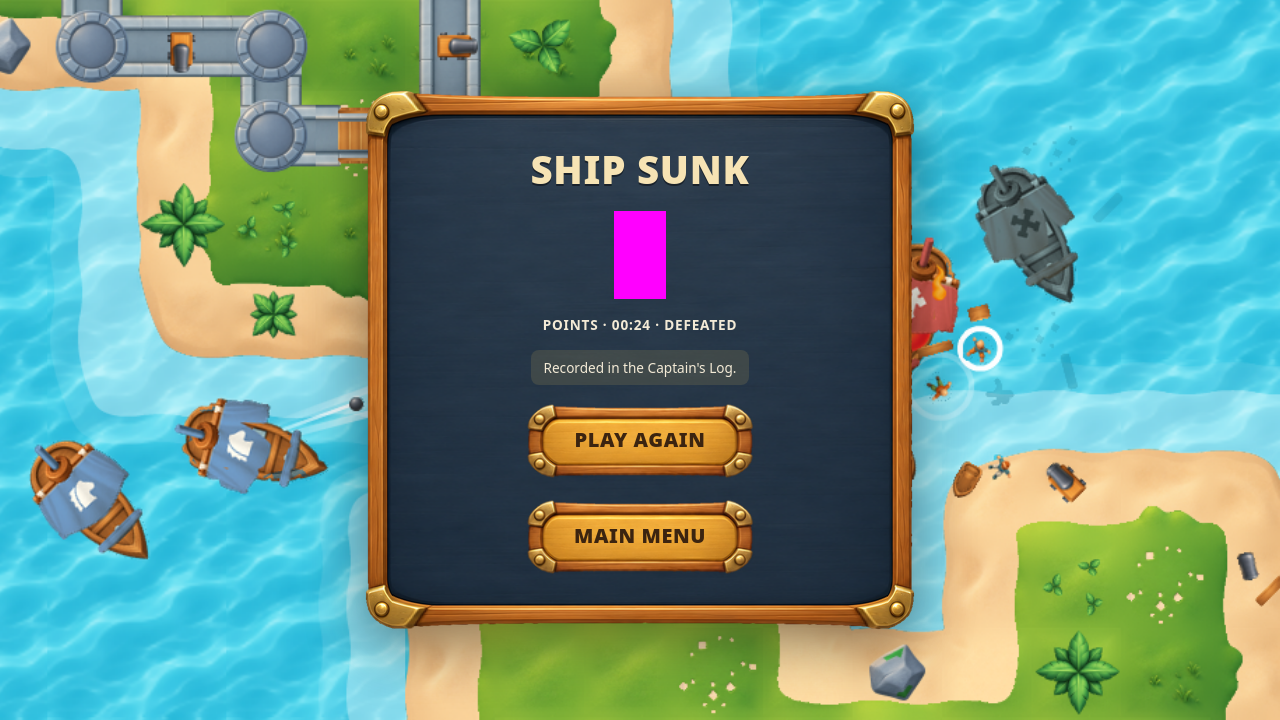 SHIP SUNK
POINTS · 00:24 · DEFEATED
Recorded in the Captain's Log.
PLAY AGAIN
MAIN MENU